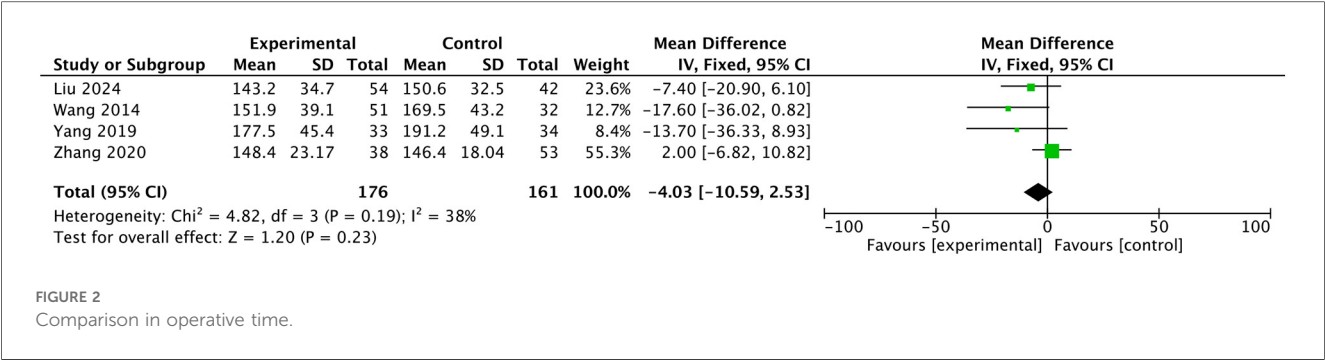 Experimental Control Mean Difference Mean Difference
Study or Subgroup Mean SD Total Mean SD Total Weight IV, Fixed, 95% CI IV, Fixed, 95% CI
Liu 2024 143.2 34.7 54 150.6 32.5 42 23.6% −7.40 [−20.90, 6.10]
Wang 2014 151.9 39.1 51 169.5 43.2 32 12.7% −17.60 [−36.02, 0.82]
Yang 2019 177.5 45.4 33 191.2 49.1 34 8.4% −13.70 [−36.33, 8.93]
Zhang 2020 148.4 23.17 38 146.4 18.04 53 55.3% 2.00 [−6.82, 10.82]
Total (95% CI) 176 161 100.0% −4.03 [−10.59, 2.53]
Heterogeneity: Chi² = 4.82, df = 3 (P = 0.19); I² = 38%
Test for overall effect: Z = 1.20 (P = 0.23)
−100 −50 0 50 100
Favours [experimental] Favours [control]
FIGURE 2
Comparison in operative time.